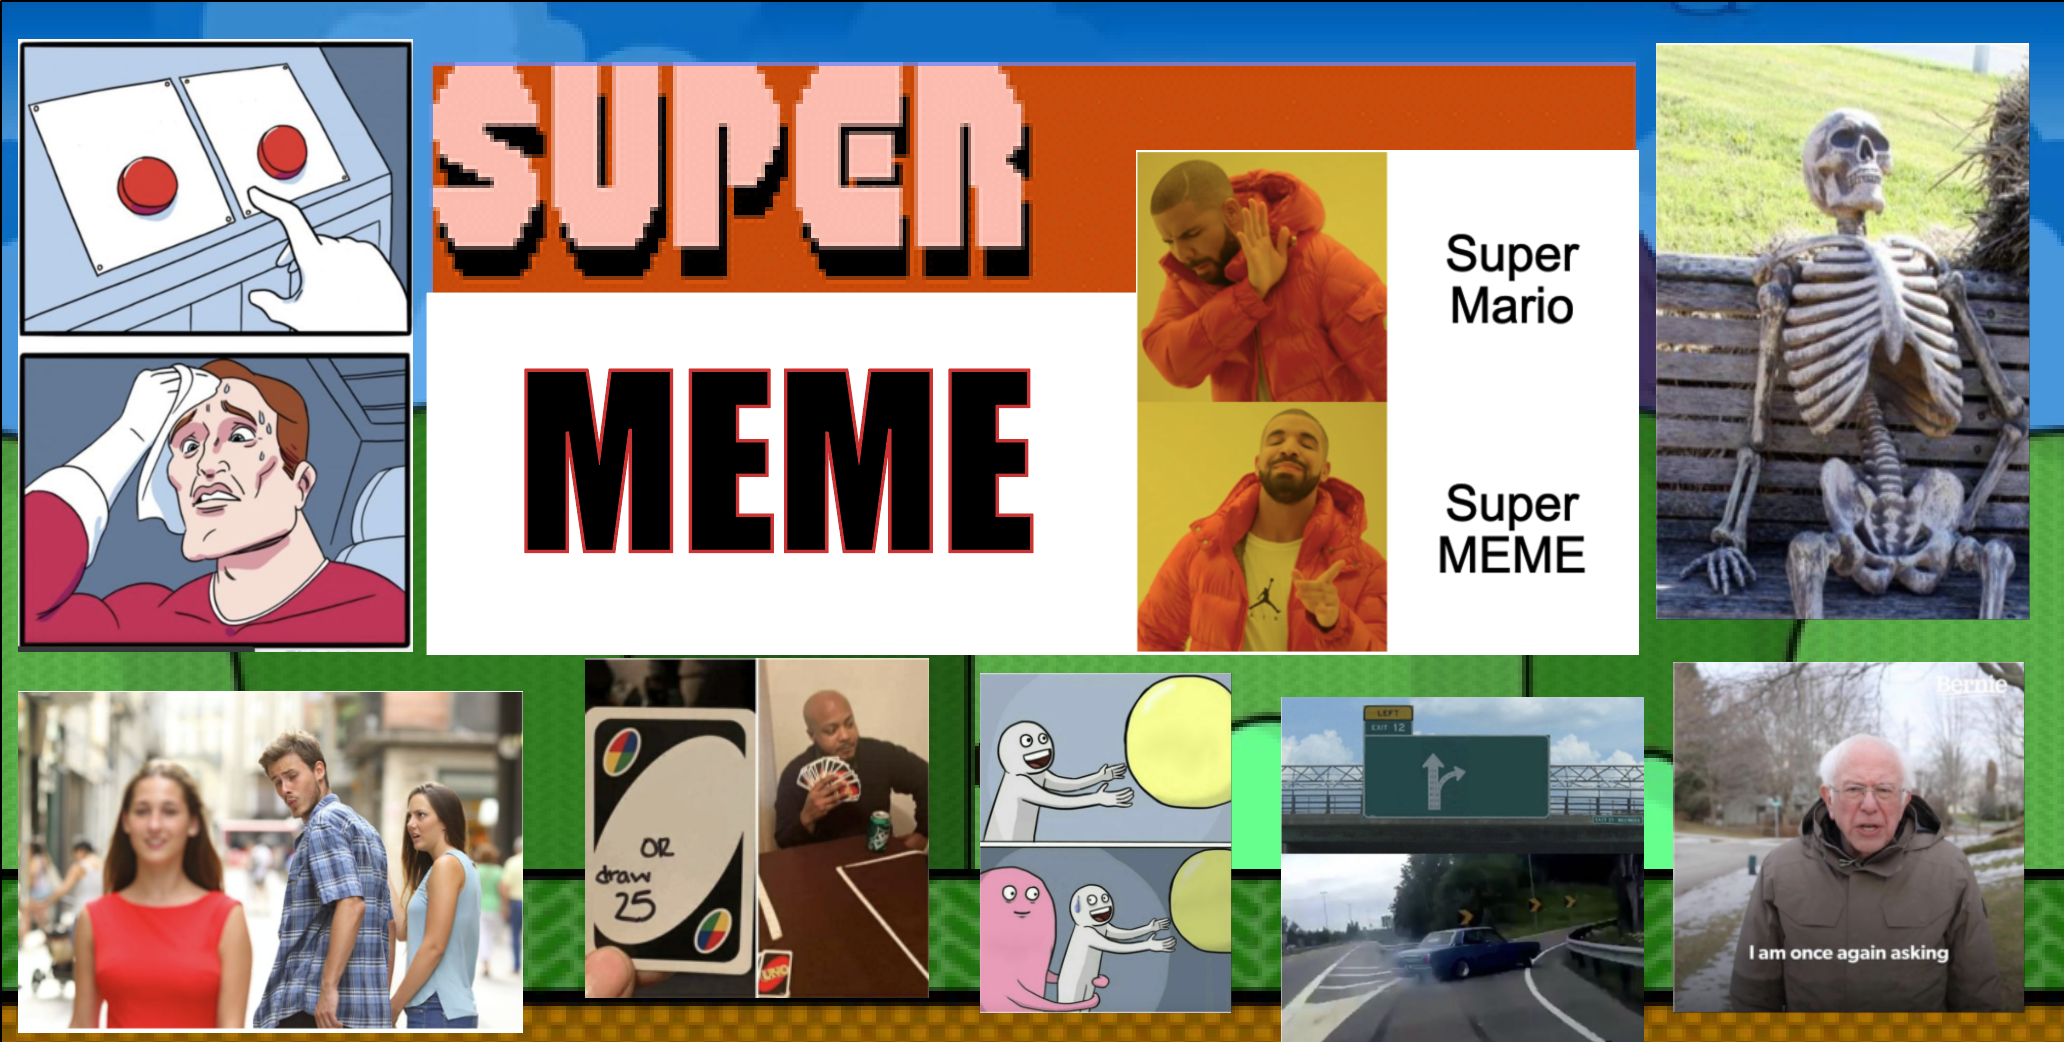 SUPER
MEME
Super
Mario
Super
MEME
OR
draw
25
UNO
LEFT
EXIT 12
Bernie
I am once again asking